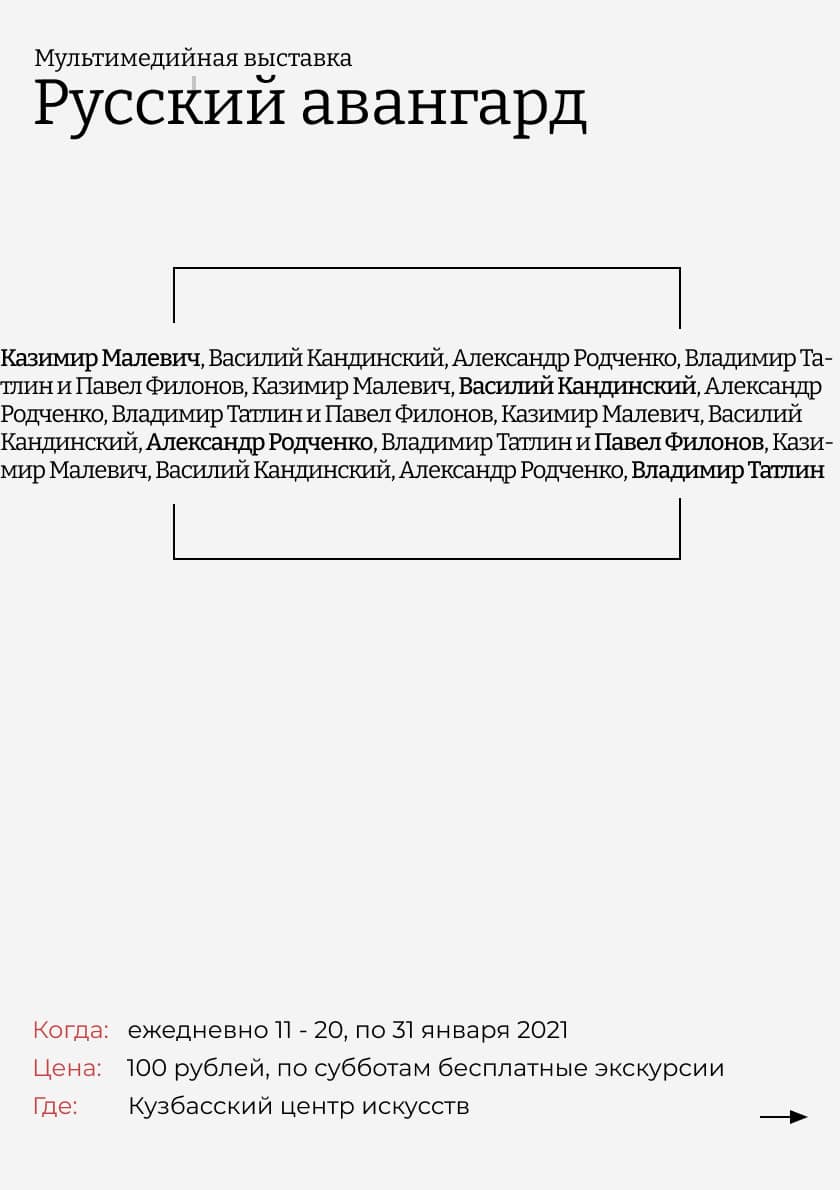 Мультимедийная выставка
Русский авангард
Казимир Малевич, Василий Кандинский, Александр Родченко, Владимир Та-
тлин и Павел Филонов, Казимир Малевич, Василий Кандинский, Александр
Родченко, Владимир Татлин и Павел Филонов, Казимир Малевич, Василий
Кандинский, Александр Родченко, Владимир Татлин и Павел Филонов, Кази-
мир Малевич, Василий Кандинский, Александр Родченко, Владимир Татлин
Когда: ежедневно 11 - 20, по 31 января 2021
Цена: 100 рублей, по субботам бесплатные экскурсии
Где: Кузбасский центр искусств